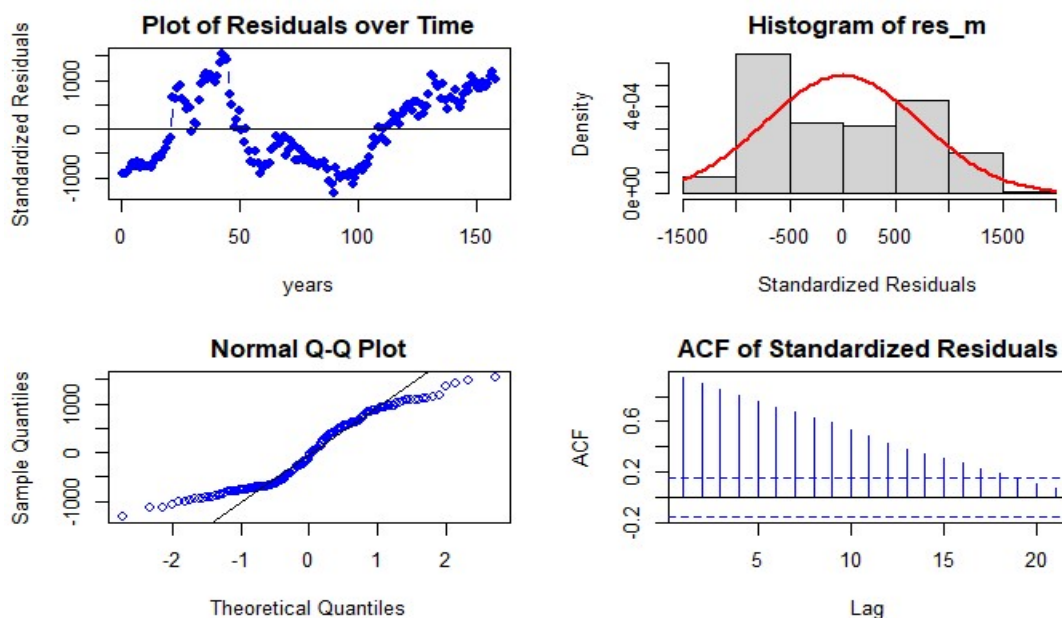 Plot of Residuals over Time
Standardized Residuals
1000
0
-1000
0 50 100 150
years
Histogram of res_m
Density
4e-04
0e+00
-1500 -500 0 500 1500
Standardized Residuals
Normal Q-Q Plot
Sample Quantiles
1000
0
-1000
-2 -1 0 1 2
Theoretical Quantiles
ACF of Standardized Residuals
ACF
0.6
0.2
-0.2
5 10 15 20
Lag